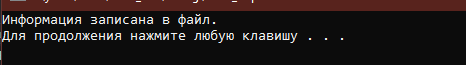 Информация записана в файл.
Для продолжения нажмите любую клавишу . . .